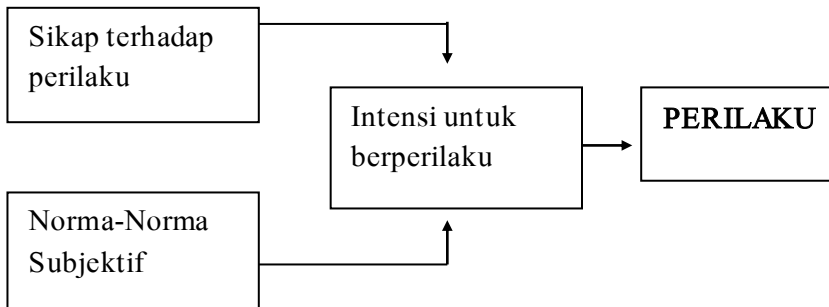 Sikap terhadap
perilaku
Intensi untuk
berperilaku
PERILAKU
Norma-Norma
Subjektif